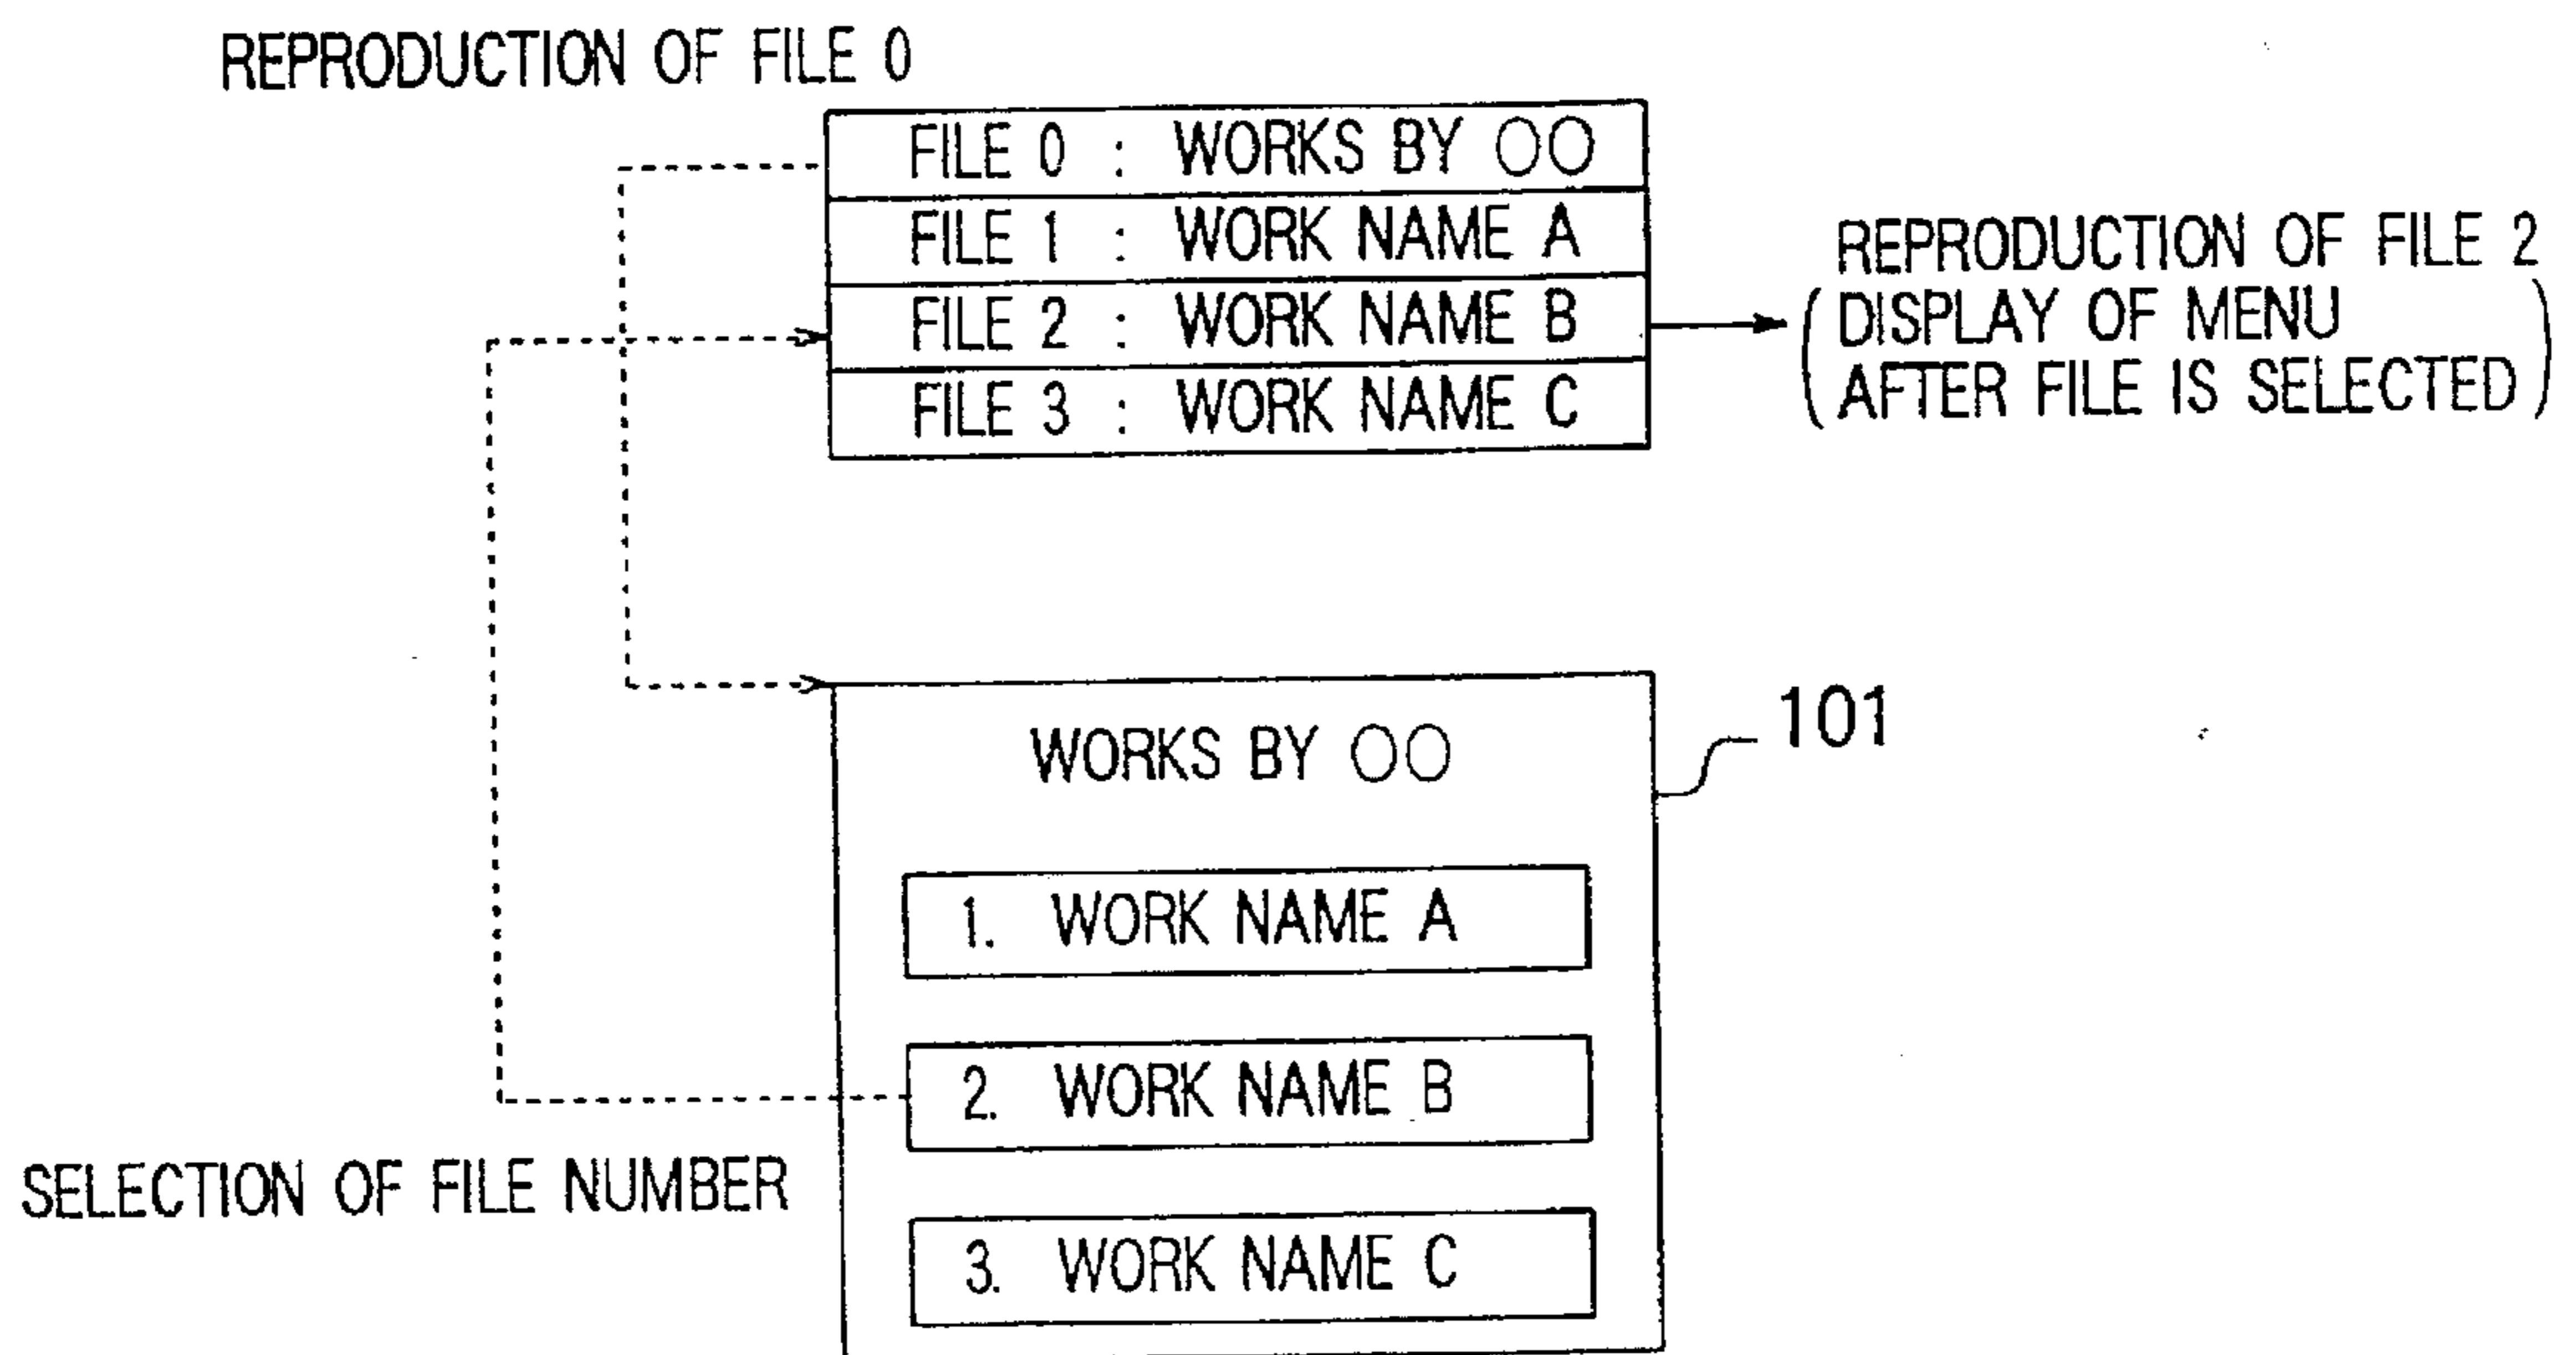 REPRODUCTION OF FILE 0
FILE 0 : WORKS BY ○○
FILE 1 : WORK NAME A
FILE 2 : WORK NAME B
FILE 3 : WORK NAME C
REPRODUCTION OF FILE 2
(DISPLAY OF MENU
AFTER FILE IS SELECTED)
WORKS BY ○○
101
1. WORK NAME A
2. WORK NAME B
3. WORK NAME C
SELECTION OF FILE NUMBER